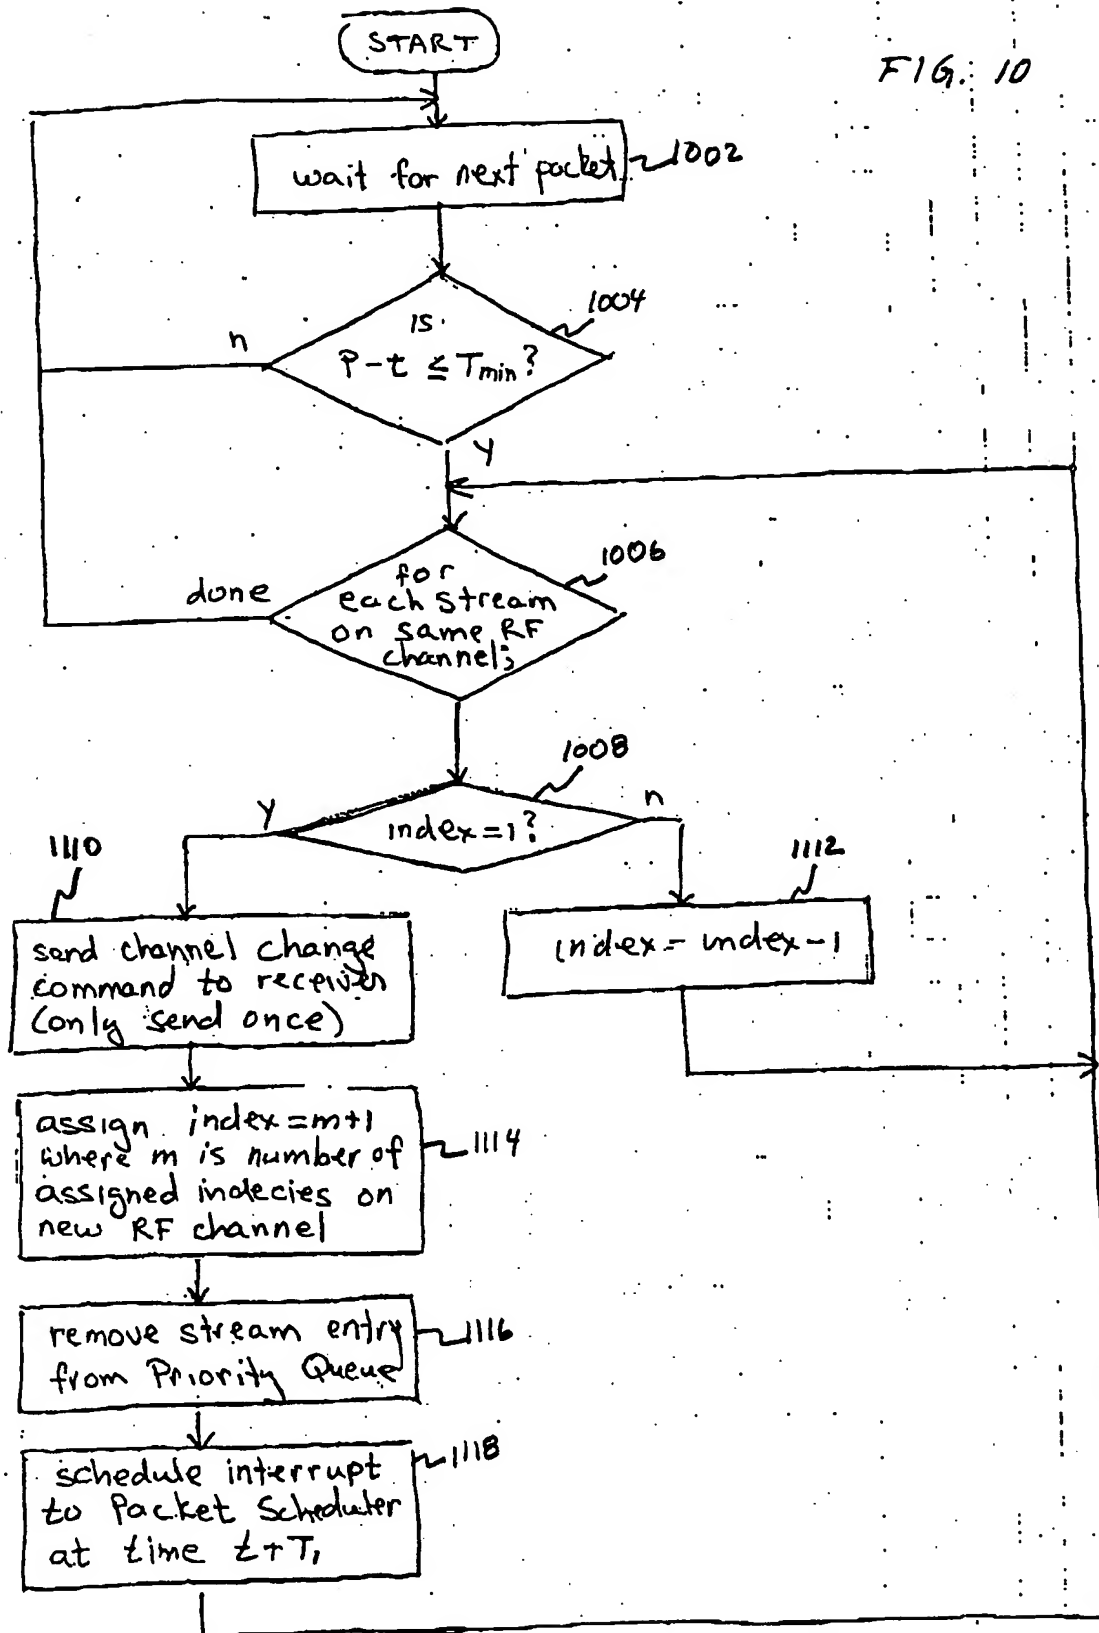 START
FIG. 10
wait for next packet
1002
is
P-t ≤ Tmin?
1004
n
y
for
each stream
on same RF
channel;
1006
done
index=1?
1008
y
n
1110
send channel change
command to receiver
(only send once)
1112
index = index-1
assign index=m+1
where m is number of
assigned indecies on
new RF channel
1114
remove stream entry
from Priority Queue
1116
schedule interrupt
to Packet Scheduler
at time t+T1
1118